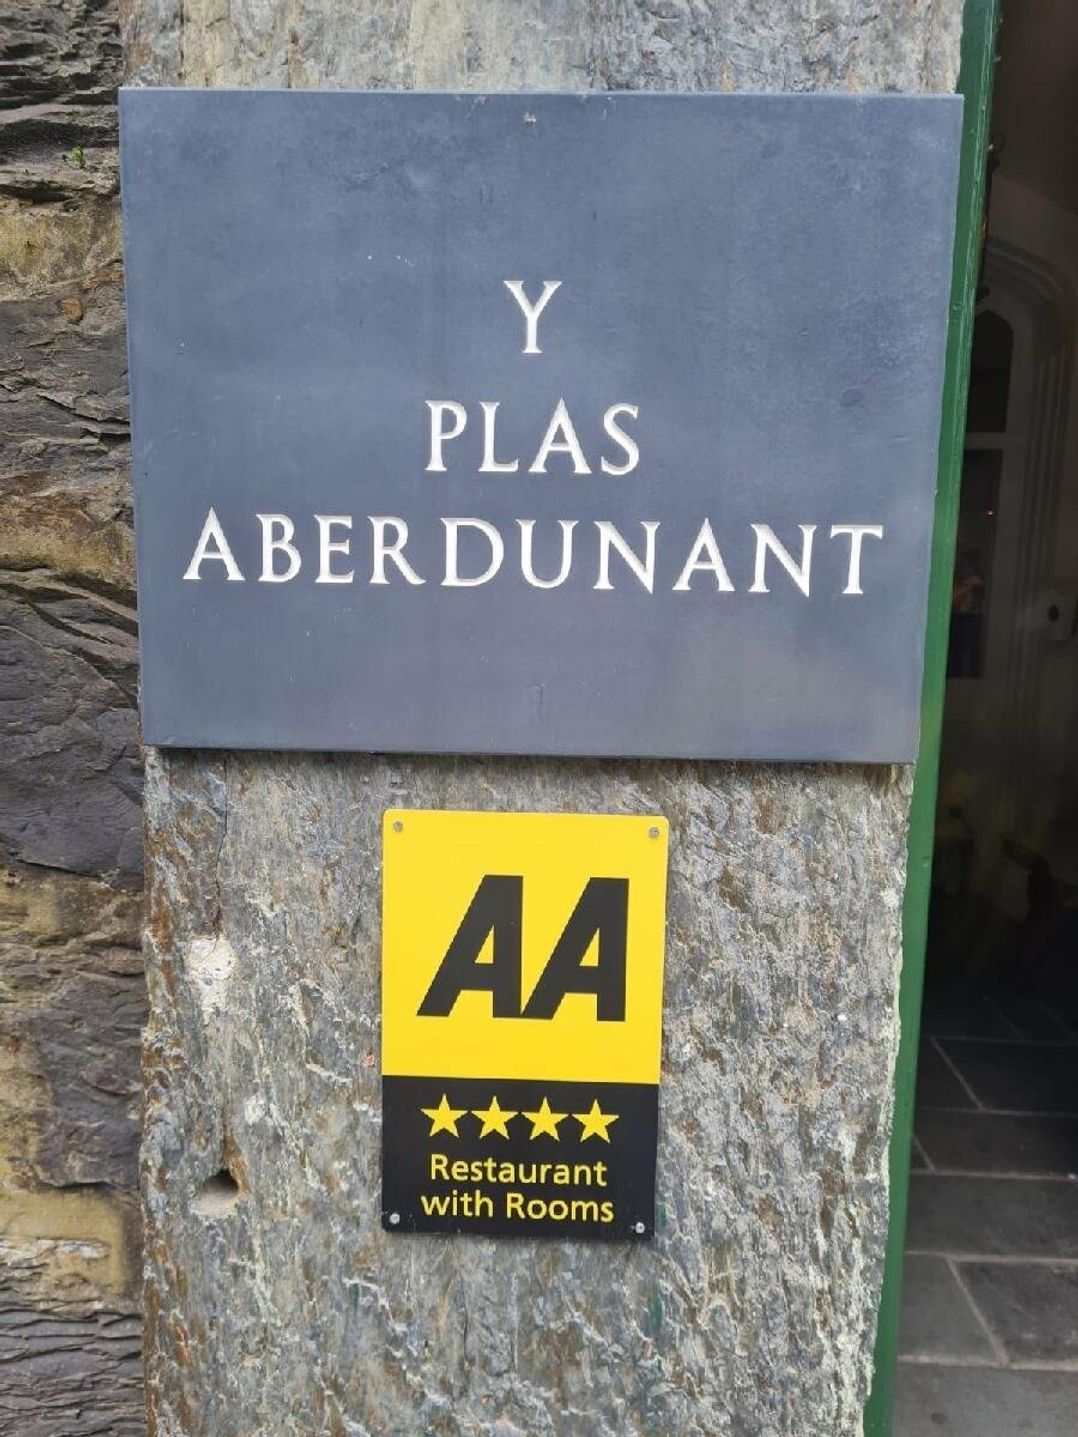 Y
PLAS
ABERDUNANT
AA
Restaurant
with Rooms